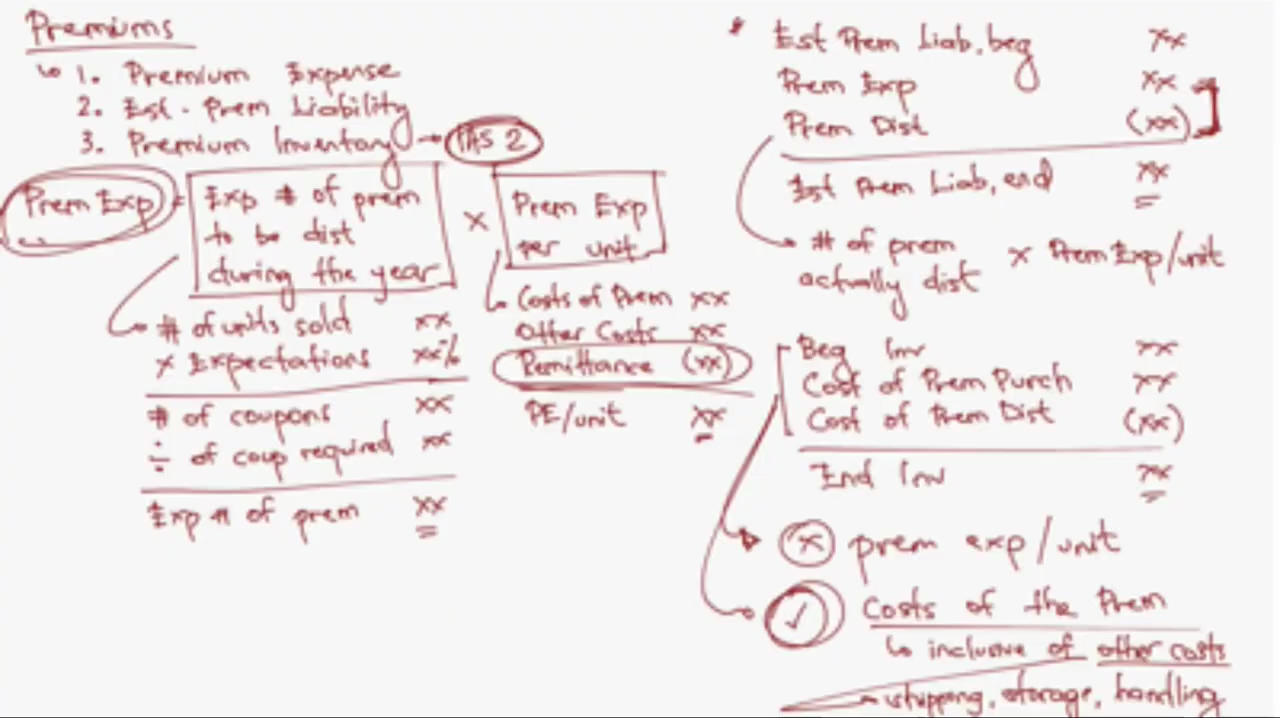 Premiums
↳ 1. Premium Expense
2. Est. Prem Liability
3. Premium Inventory → IAS 2
Prem Exp = Exp # of prem to be dist during the year × Prem Exp per unit
# of units sold xx
× Expectations xx%
# of coupons xx
÷ of coup required xx
Exp # of prem xx
Costs of Prem xx
Other Costs xx
Remittance (xx)
PE/unit xx
* Est Prem Liab, beg xx
Prem Exp xx
Prem Dist (xx)
Est Prem Liab, end xx
# of prem actually dist × Prem Exp/unit
Beg Inv xx
Cost of Prem Purch xx
Cost of Prem Dist (xx)
End Inv xx
x prem exp/unit
✓ Costs of the Prem
↳ inclusive of other costs
shipping, storage, handling